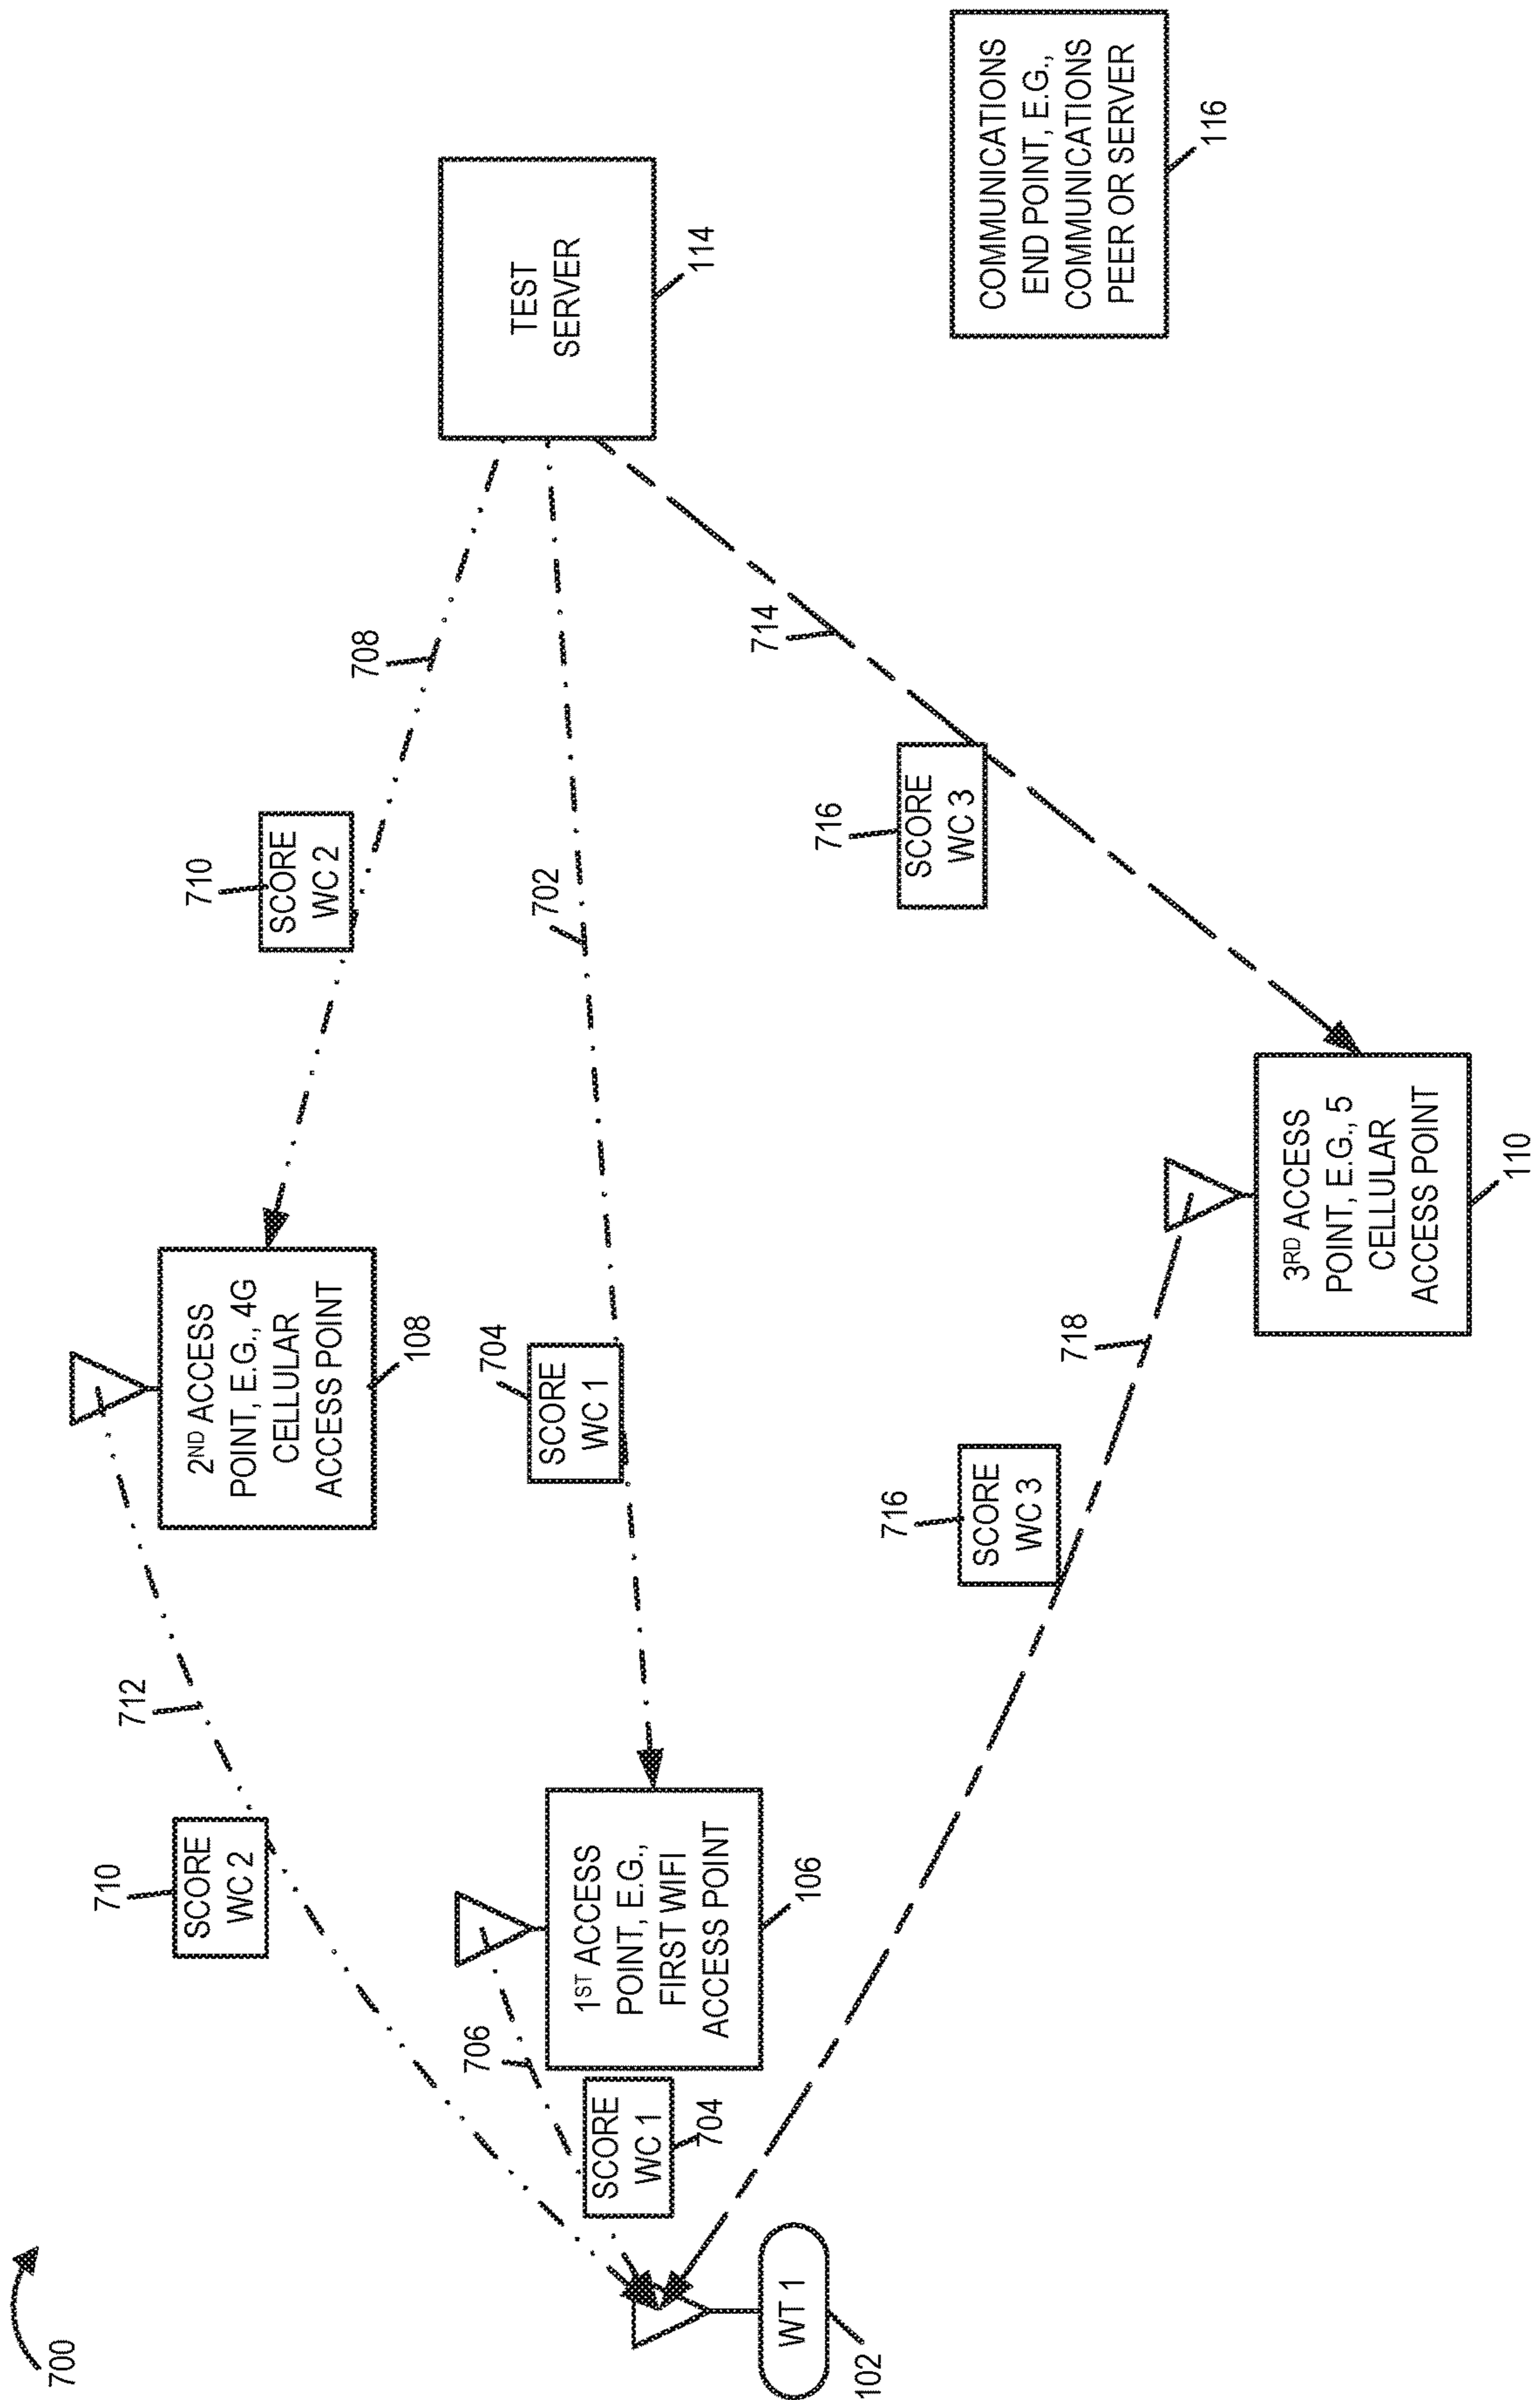 700
712
710
SCORE
WC 2
710
SCORE
WC 2
708
2ND ACCESS
POINT, E.G., 4G
CELLULAR
ACCESS POINT
108
TEST
SERVER
114
706
SCORE
WC 1
704
1ST ACCESS
POINT, E.G.,
FIRST WIFI
ACCESS POINT
106
704
SCORE
WC 1
702
WT 1
102
716
SCORE
WC 3
718
716
SCORE
WC 3
714
3RD ACCESS
POINT, E.G., 5
CELLULAR
ACCESS POINT
110
COMMUNICATIONS
END POINT, E.G.,
COMMUNICATIONS
PEER OR SERVER
116